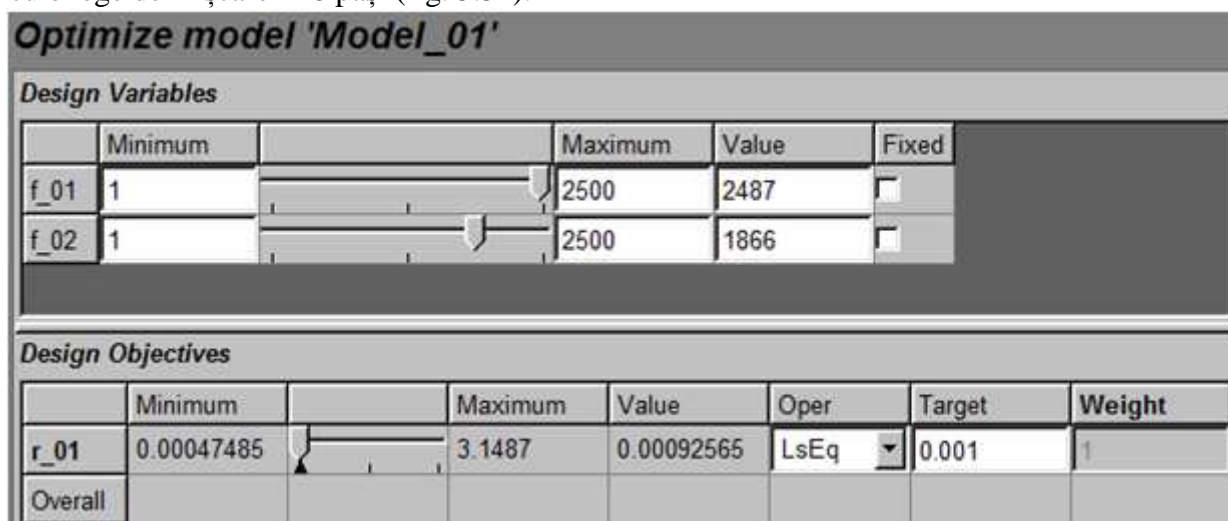 Optimize model 'Model_01'
Design Variables
Minimum Maximum Value Fixed
f_01 1 2500 2487
f_02 1 2500 1866
Design Objectives
Minimum Maximum Value Oper Target Weight
r_01 0.00047485 3.1487 0.00092565 LsEq 0.001 1
Overall